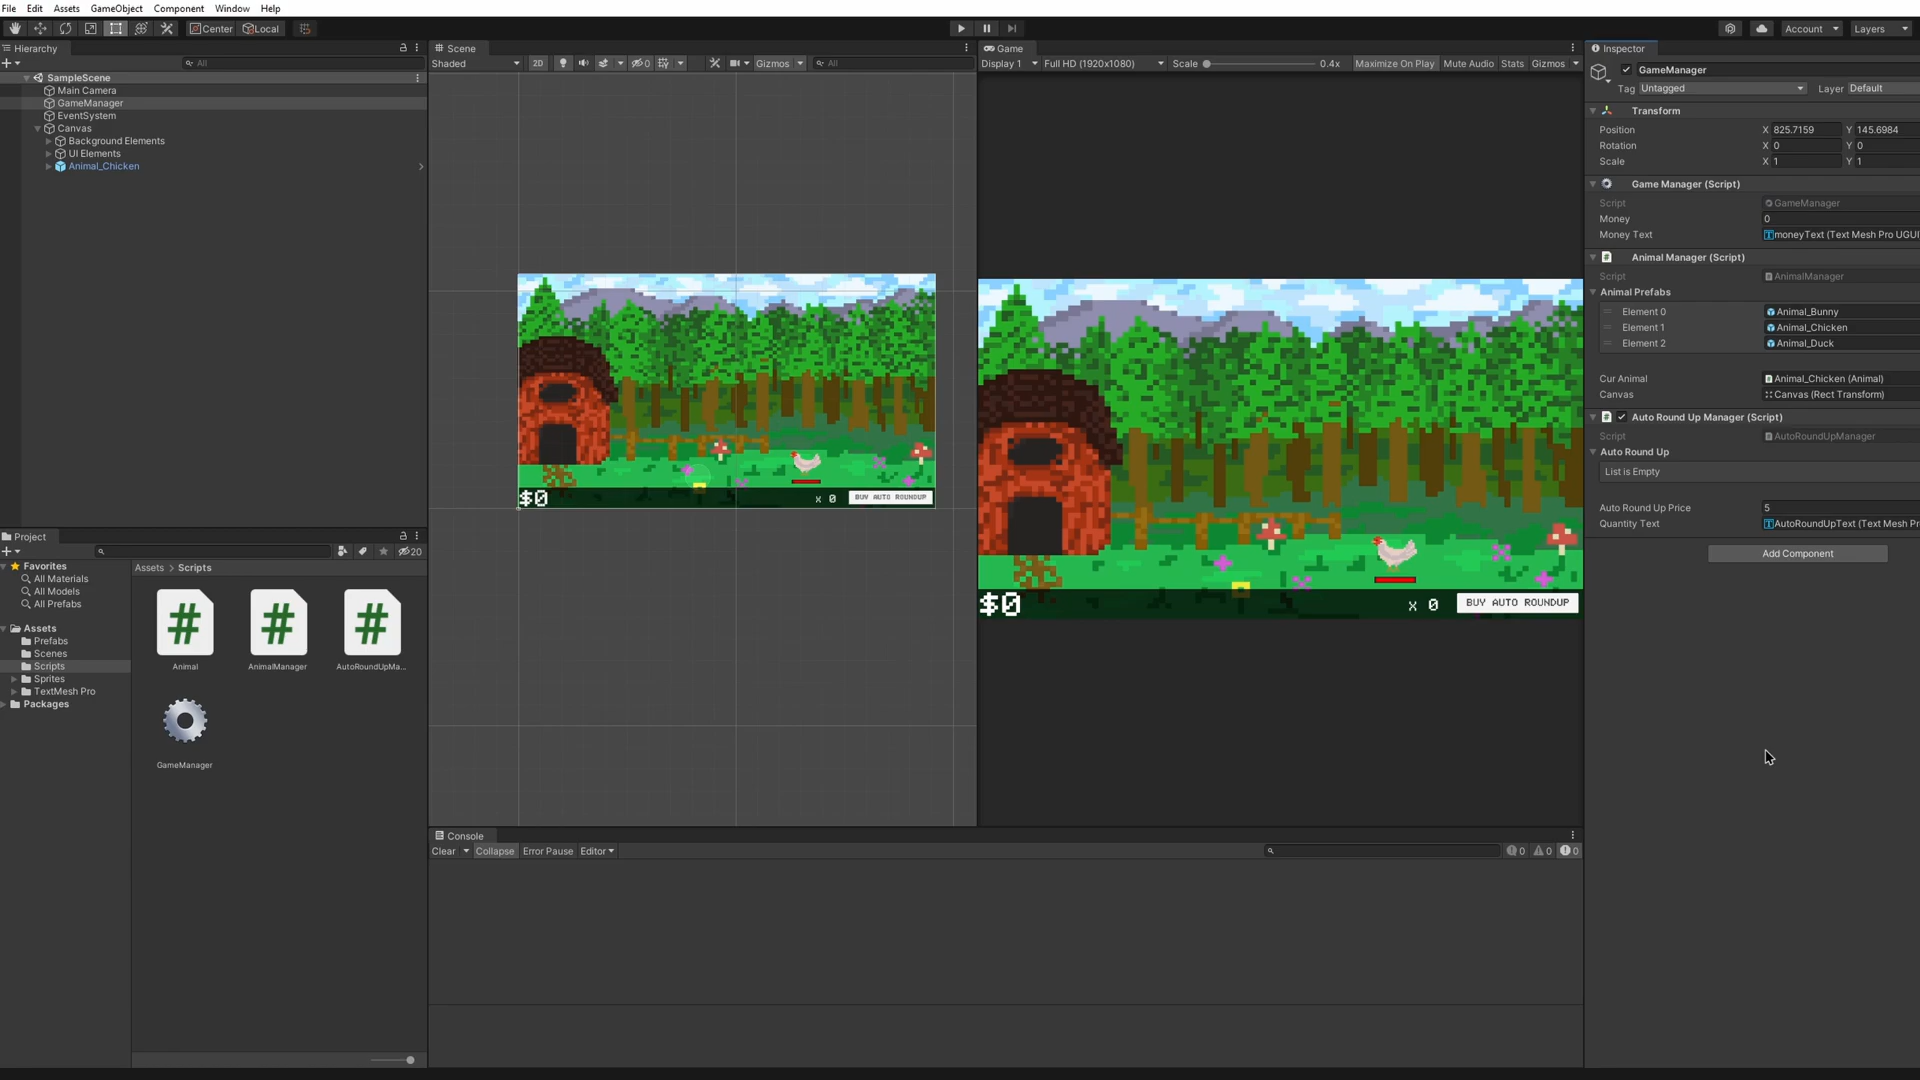 File Edit Assets GameObject Component Window Help
Center Local Account Layers
Hierarchy
All
SampleScene
Main Camera
GameManager
EventSystem
Canvas
Background Elements
UI Elements
Animal_Chicken
Scene
Shaded 2D 0 Gizmos All
$0 x 0 BUY AUTO ROUNDUP
Game
Display 1 Full HD (1920x1080) Scale 0.4x Maximize On Play Mute Audio Stats Gizmos
$0 x 0 BUY AUTO ROUNDUP
Inspector
GameManager
Tag Untagged Layer Default
Transform
Position X 825.7159 Y 145.6984
Rotation X 0 Y 0
Scale X 1 Y 1
Game Manager (Script)
Script GameManager
Money 0
Money Text moneyText (Text Mesh Pro UGUI
Animal Manager (Script)
Script AnimalManager
Animal Prefabs
Element 0 Animal_Bunny
Element 1 Animal_Chicken
Element 2 Animal_Duck
Cur Animal Animal_Chicken (Animal)
Canvas Canvas (Rect Transform)
Auto Round Up Manager (Script)
Script AutoRoundUpManager
Auto Round Up
List is Empty
Auto Round Up Price 5
Quantity Text AutoRoundUpText (Text Mesh Pr
Add Component
Project
20
Favorites
All Materials
All Models
All Prefabs
Assets
Prefabs
Scenes
Scripts
Sprites
TextMesh Pro
Packages
Assets > Scripts
Animal AnimalManager AutoRoundUpMa...
GameManager
Console
Clear Collapse Error Pause Editor 0 0 0